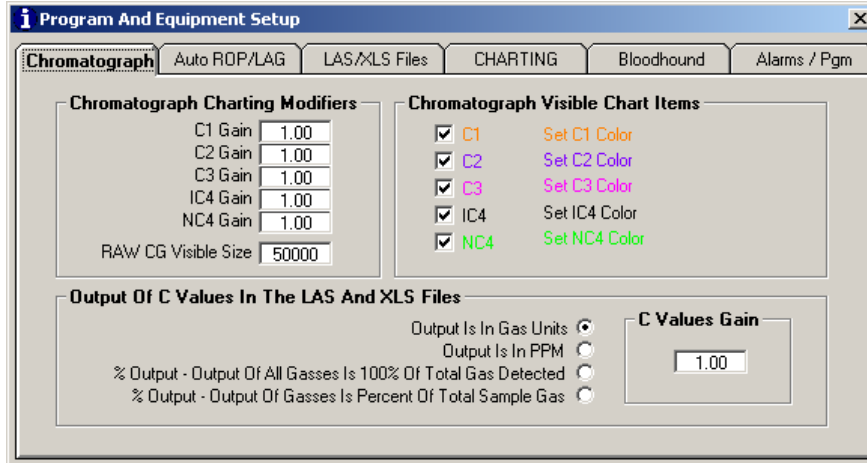 Program And Equipment Setup
Chromatograph Auto ROP/LAG LAS/XLS Files CHARTING Bloodhound Alarms / Pgm
Chromatograph Charting Modifiers
C1 Gain 1.00
C2 Gain 1.00
C3 Gain 1.00
IC4 Gain 1.00
NC4 Gain 1.00
RAW CG Visible Size 50000
Chromatograph Visible Chart Items
C1 Set C1 Color
C2 Set C2 Color
C3 Set C3 Color
IC4 Set IC4 Color
NC4 Set NC4 Color
Output Of C Values In The LAS And XLS Files
Output Is In Gas Units
Output Is In PPM
% Output - Output Of All Gasses Is 100% Of Total Gas Detected
% Output - Output Of Gasses Is Percent Of Total Sample Gas
C Values Gain
1.00